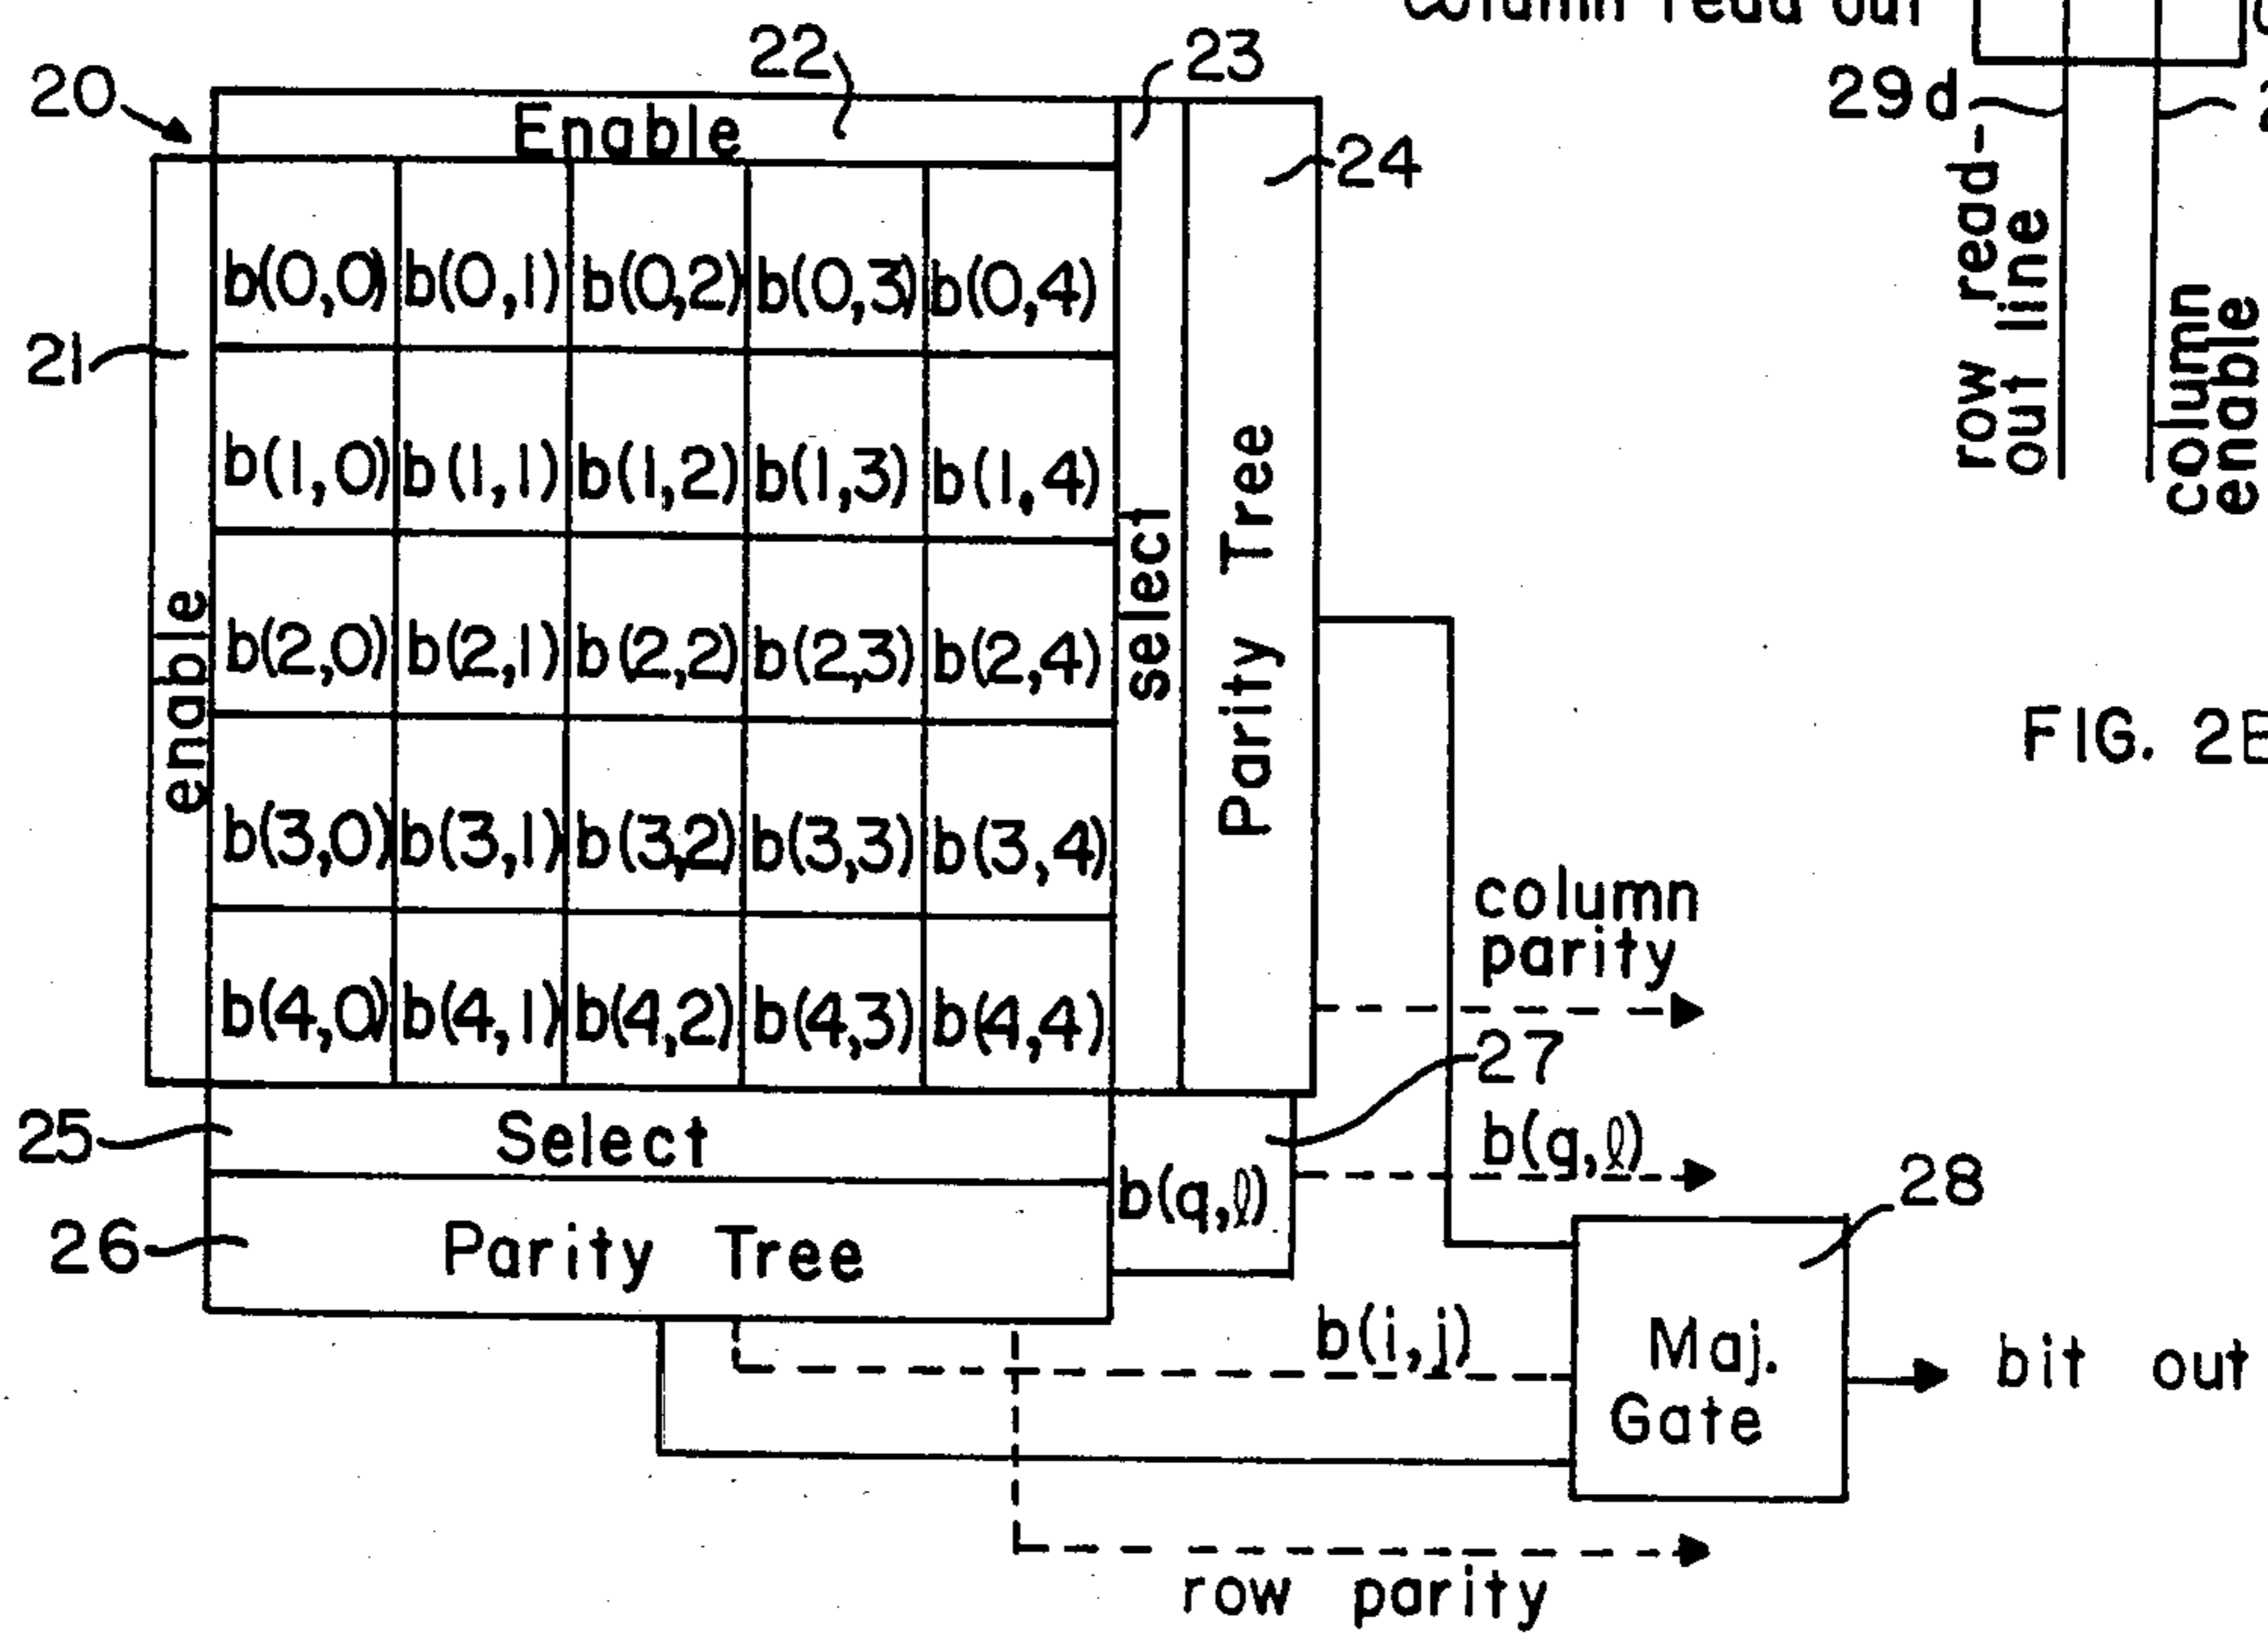 22
23
20
Enable
24
29d
row read-
out line
column
enable
b(0,0) b(0,1) b(0,2) b(0,3) b(0,4)
21
b(1,0) b(1,1) b(1,2) b(1,3) b(1,4)
enable
select
Parity Tree
b(2,0) b(2,1) b(2,2) b(2,3) b(2,4)
FIG. 2
b(3,0) b(3,1) b(3,2) b(3,3) b(3,4)
column
parity
b(4,0) b(4,1) b(4,2) b(4,3) b(4,4)
27
25
Select
b(q,ℓ)
b(q,ℓ)
28
26
Parity Tree
b(i,j)
Maj.
Gate
bit out
row parity